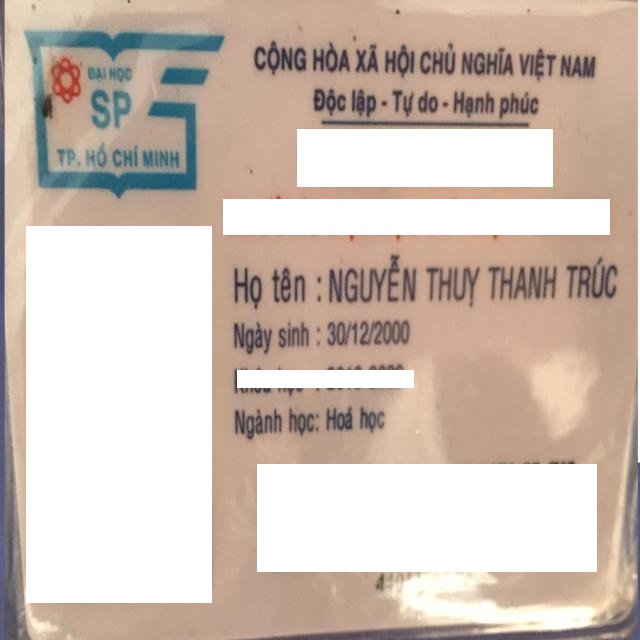 ĐẠI HỌC
SP
TP. HỒ CHÍ MINH
CỘNG HÒA XÃ HỘI CHỦ NGHĨA VIỆT NAM
Độc lập - Tự do - Hạnh phúc
Họ tên : NGUYỄN THUỴ THANH TRÚC
Ngày sinh : 30/12/2000
Ngành học: Hoá học